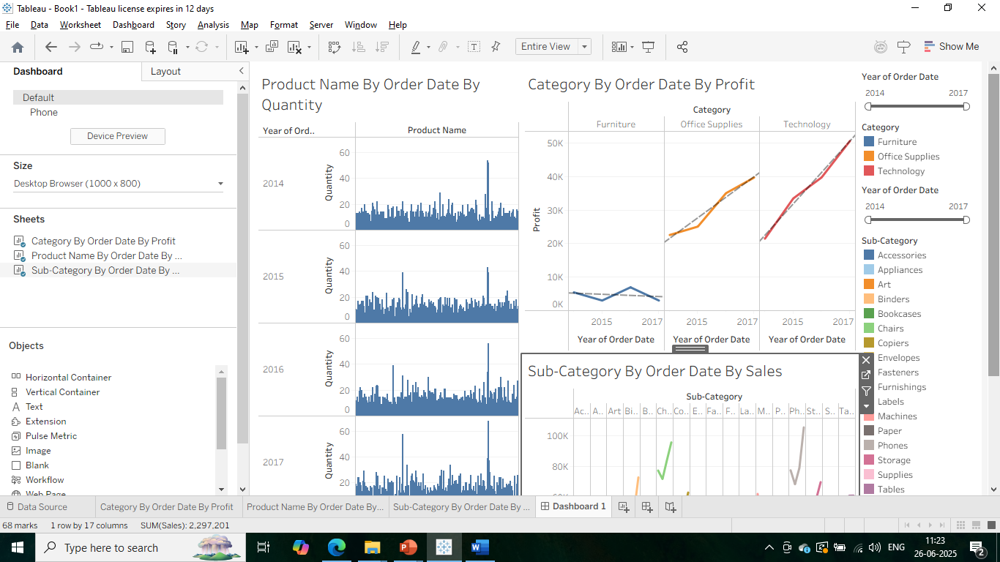 Tableau - Book1 - Tableau license expires in 12 days
File Data Worksheet Dashboard Story Analysis Map Format Server Window Help
Entire View
Show Me
Dashboard
Layout
Default
Phone
Device Preview
Size
Desktop Browser (1000 x 800)
Sheets
Category By Order Date By Profit
Product Name By Order Date By ...
Sub-Category By Order Date By ...
Objects
Horizontal Container
Vertical Container
Text
Extension
Pulse Metric
Image
Blank
Workflow
Web Page
Product Name By Order Date By
Quantity
Year of Ord..
Product Name
2014
Quantity
60
40
20
0
2015
Quantity
60
40
20
0
2016
Quantity
60
40
20
0
2017
Quantity
60
40
20
Category By Order Date By Profit
Category
Furniture Office Supplies Technology
Profit
50K
40K
30K
20K
10K
0K
2015 2017 2015 2017 2015 2017
Year of Order Date Year of Order Date Year of Order Date
Sub-Category By Order Date By Sales
Sub-Category
Ac.. A.. Art Bi.. B.. Ch.. Co.. E.. Fa.. F.. La.. M.. P.. Ph.. St.. S.. Ta..
100K
80K
60K
Year of Order Date
2014 2017
Category
Furniture
Office Supplies
Technology
Year of Order Date
2014 2017
Sub-Category
Accessories
Appliances
Art
Binders
Bookcases
Chairs
Copiers
Envelopes
Fasteners
Furnishings
Labels
Machines
Paper
Phones
Storage
Supplies
Tables
Data Source
Category By Order Date By Profit
Product Name By Order Date By...
Sub-Category By Order Date By ...
Dashboard 1
68 marks 1 row by 17 columns SUM(Sales): 2,297,201
Type here to search
ENG
11:23
26-06-2025
2